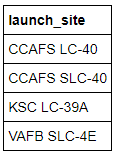 launch_site
CCAFS LC-40
CCAFS SLC-40
KSC LC-39A
VAFB SLC-4E